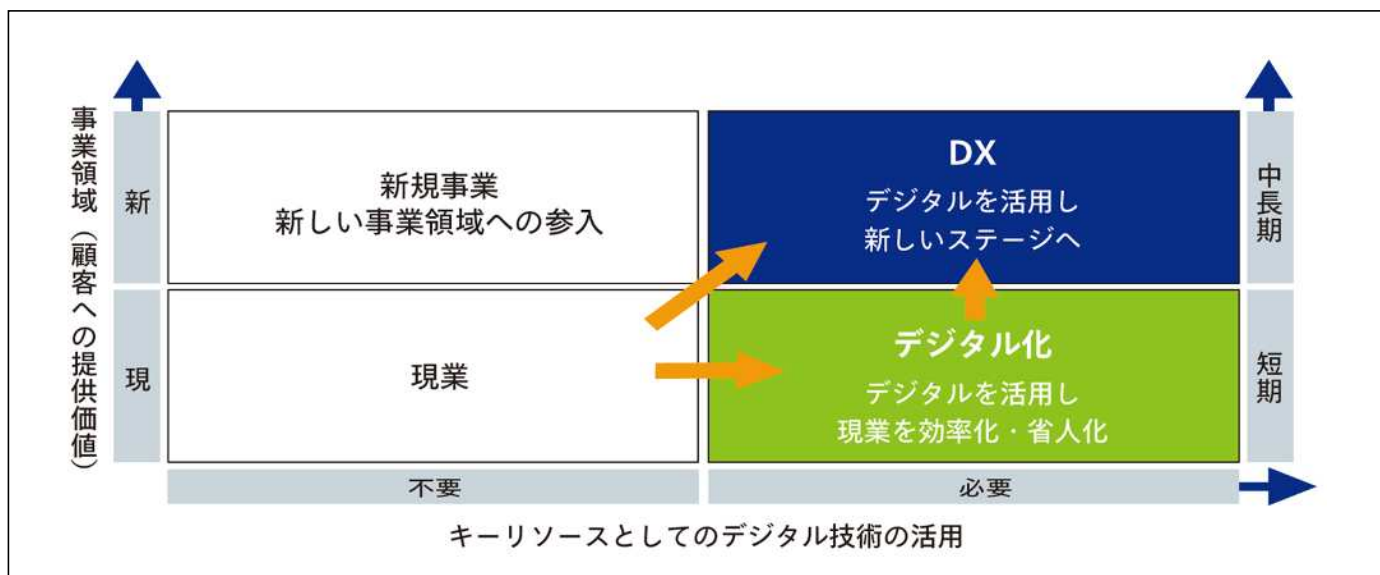 事業領域（顧客への提供価値）
新
現
新規事業
新しい事業領域への参入
DX
デジタルを活用し
新しいステージへ
現業
デジタル化
デジタルを活用し
現業を効率化・省人化
中長期
短期
不要
必要
キーリソースとしてのデジタル技術の活用